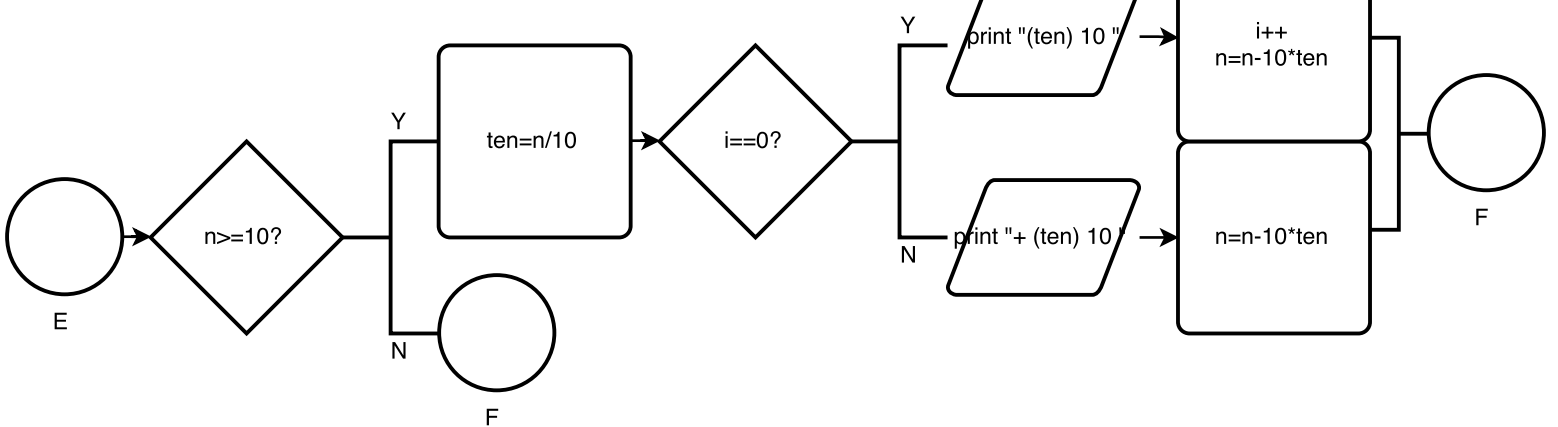 E
n>=10?
Y
N
ten=n/10
F
i==0?
Y
N
print "(ten) 10 "
i++
n=n-10*ten
print "+ (ten) 10 "
n=n-10*ten
F